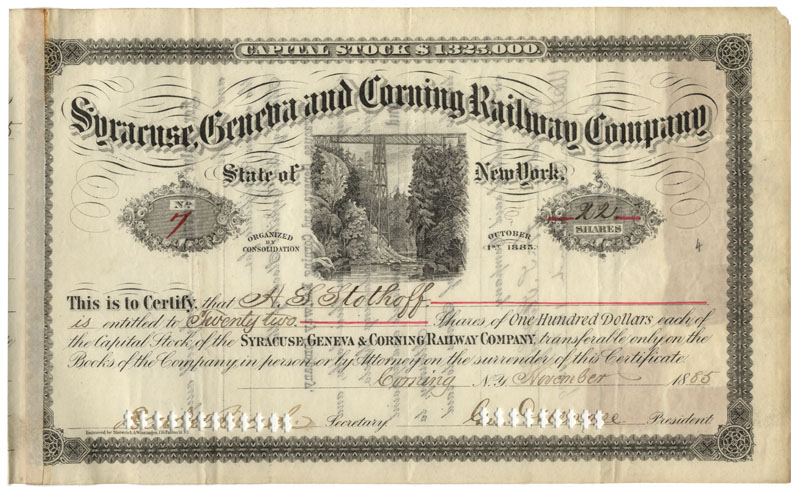 CAPITAL STOCK $1,325,000.
Syracuse, Geneva and Corning Railway Company
State of New York.
No. 7
22 SHARES
ORGANIZED BY CONSOLIDATION
OCTOBER 1ST. 1885.
4
This is to Certify, that H. S. Stothoff
is entitled to Twenty two Shares of One Hundred Dollars each of
the Capital Stock of the SYRACUSE, GENEVA & CORNING RAILWAY COMPANY, transferable only on the
Books of the Company, in person or by Attorney on the surrender of this Certificate
Corning N.Y. November 1885
Secretary. President.